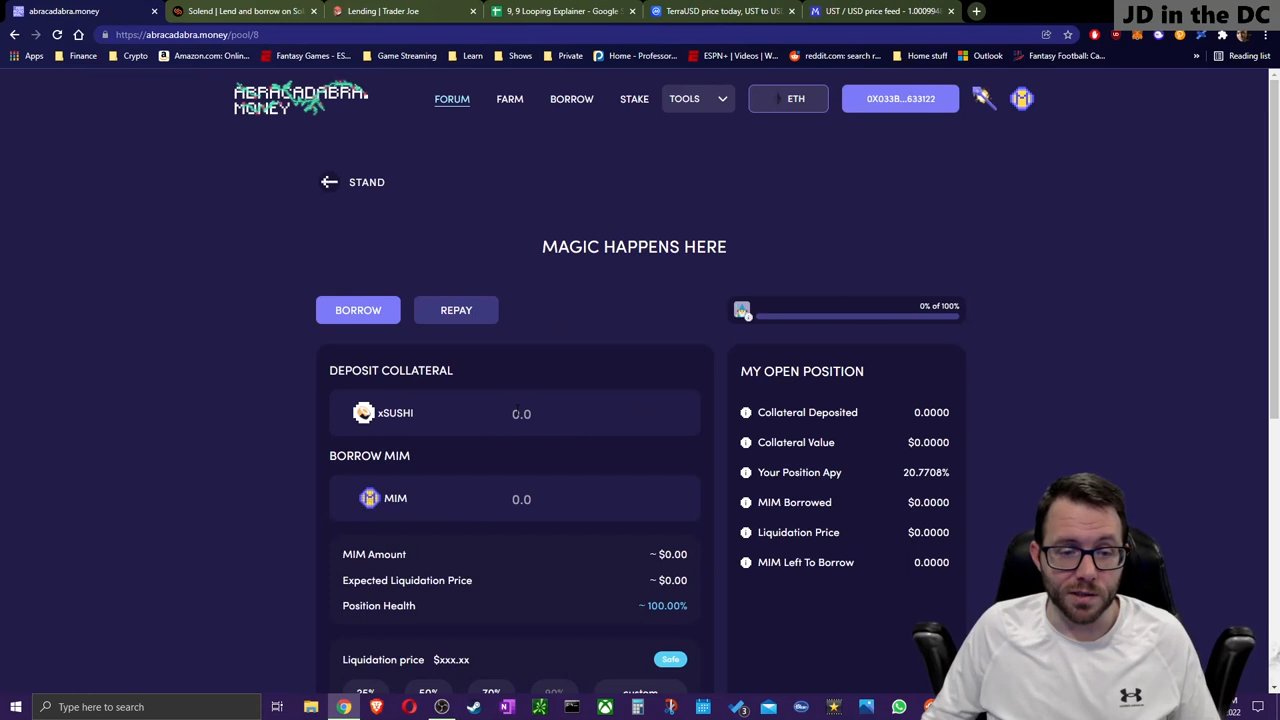 abracadabra.money
Solend | Lend and borrow on Sol
Lending | Trader Joe
9, 9 Looping Explainer - Google S
TerraUSD price today, UST to US
UST / USD price feed - 1.000994
JD in the DC
https://abracadabra.money/pool/8
Apps
Finance
Crypto
Amazon.com: Online...
Fantasy Games - ES...
Game Streaming
Learn
Shows
Private
Home - Professor...
ESPN+ | Videos | W...
reddit.com: search r...
Home stuff
Outlook
Fantasy Football: Ca...
»
Reading list
ABRACADABRA.
MONEY
FORUM
FARM
BORROW
STAKE
TOOLS
ETH
0X033B...633122
STAND
MAGIC HAPPENS HERE
BORROW
REPAY
0% of 100%
DEPOSIT COLLATERAL
xSUSHI
0.0
BORROW MIM
MIM
0.0
MIM Amount
~ $0.00
Expected Liquidation Price
~ $0.00
Position Health
~ 100.00%
Liquidation price $xxx.xx
Safe
25%
50%
70%
90%
custom
MY OPEN POSITION
Collateral Deposited
0.0000
Collateral Value
$0.0000
Your Position Apy
20.7708%
MIM Borrowed
$0.0000
Liquidation Price
$0.0000
MIM Left To Borrow
0.0000
Type here to search